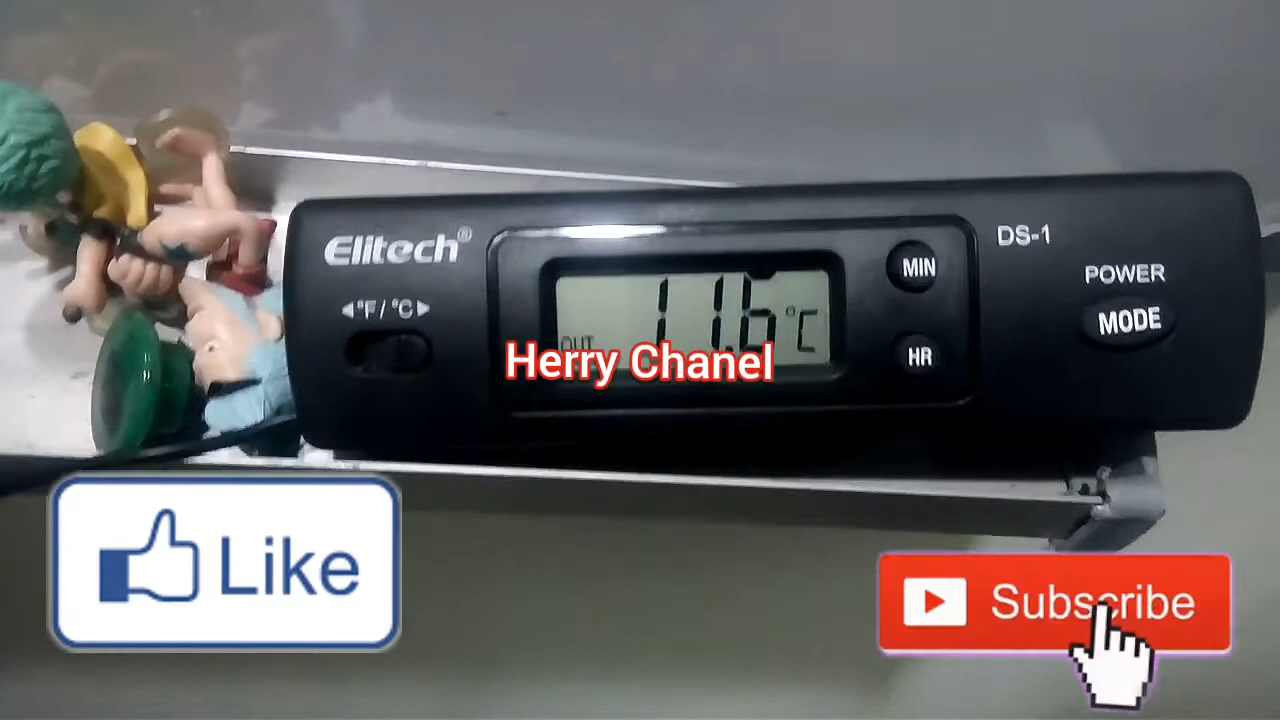 Elitech®
DS-1
◄°F/°C►
MIN
POWER
MODE
HR
11.6°C
OUT
Herry Chanel
Like
Subscribe